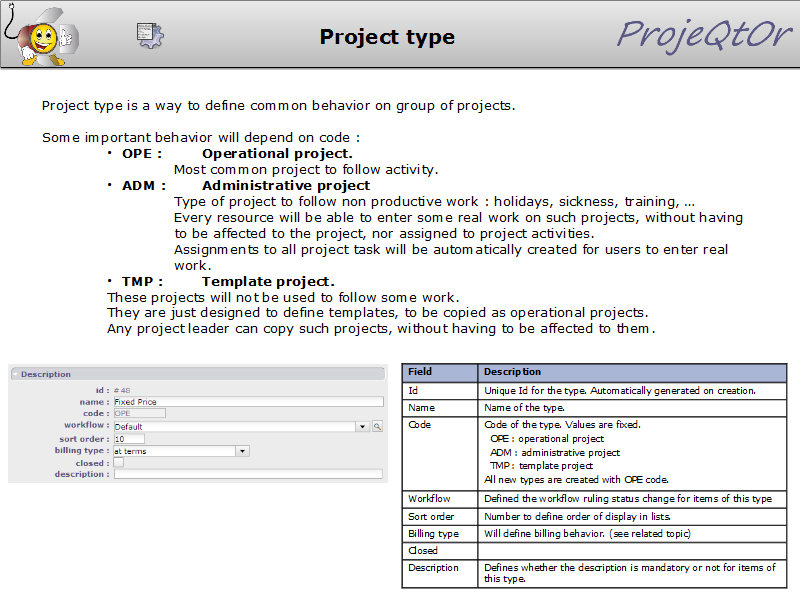 Project type
ProjeQtOr
Project type is a way to define common behavior on group of projects.
Some important behavior will depend on code :
• OPE : Operational project.
Most common project to follow activity.
• ADM : Administrative project
Type of project to follow non productive work : holidays, sickness, training, ...
Every resource will be able to enter some real work on such projects, without having
to be affected to the project, nor assigned to project activities.
Assignments to all project task will be automatically created for users to enter real
work.
• TMP : Template project.
These projects will not be used to follow some work.
They are just designed to define templates, to be copied as operational projects.
Any project leader can copy such projects, without having to be affected to them.
Description
id : #48
name : Fixed Price
code : OPE
workflow : Default
sort order : 10
billing type : at terms
closed :
description :
Field Description
Id Unique Id for the type. Automatically generated on creation.
Name Name of the type.
Code Code of the type. Values are fixed.
OPE : operational project
ADM : administrative project
TMP : template project
All new types are created with OPE code.
Workflow Defined the workflow ruling status change for items of this type
Sort order Number to define order of display in lists.
Billing type Will define billing behavior. (see related topic)
Closed
Description Defines whether the description is mandatory or not for items of
this type.